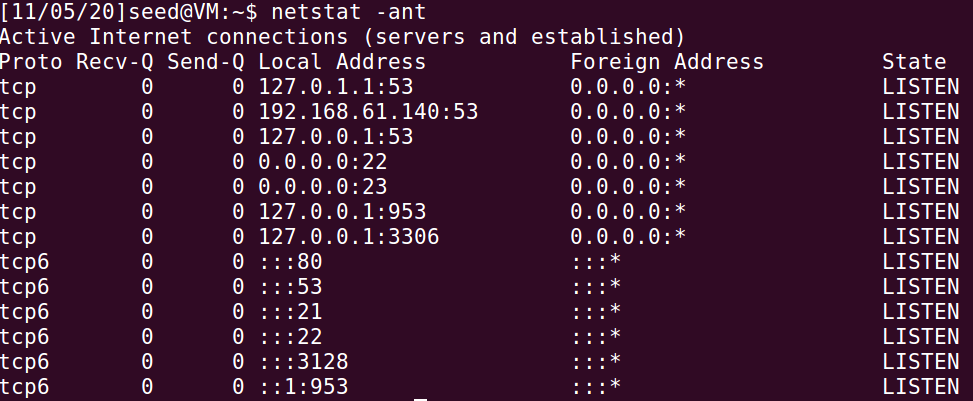 [11/05/20]seed@VM:~$ netstat -ant
Active Internet connections (servers and established)
Proto Recv-Q Send-Q Local Address           Foreign Address         State
tcp        0      0 127.0.1.1:53            0.0.0.0:*               LISTEN
tcp        0      0 192.168.61.140:53       0.0.0.0:*               LISTEN
tcp        0      0 127.0.0.1:53            0.0.0.0:*               LISTEN
tcp        0      0 0.0.0.0:22              0.0.0.0:*               LISTEN
tcp        0      0 0.0.0.0:23              0.0.0.0:*               LISTEN
tcp        0      0 127.0.0.1:953           0.0.0.0:*               LISTEN
tcp        0      0 127.0.0.1:3306          0.0.0.0:*               LISTEN
tcp6       0      0 :::80                   :::*                    LISTEN
tcp6       0      0 :::53                   :::*                    LISTEN
tcp6       0      0 :::21                   :::*                    LISTEN
tcp6       0      0 :::22                   :::*                    LISTEN
tcp6       0      0 :::3128                 :::*                    LISTEN
tcp6       0      0 ::1:953                 :::*                    LISTEN